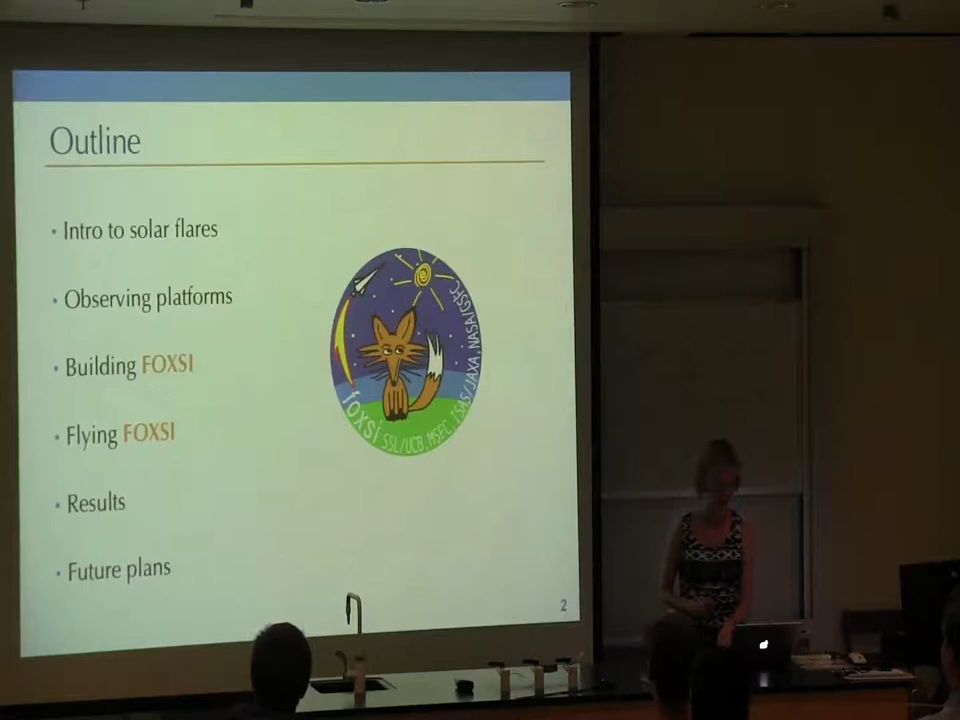 Outline
• Intro to solar flares
• Observing platforms
• Building FOXSI
• Flying FOXSI
• Results
• Future plans
foxsi SSL/UCB, MSFC, ISAS/JAXA, NASA/GSFC
2